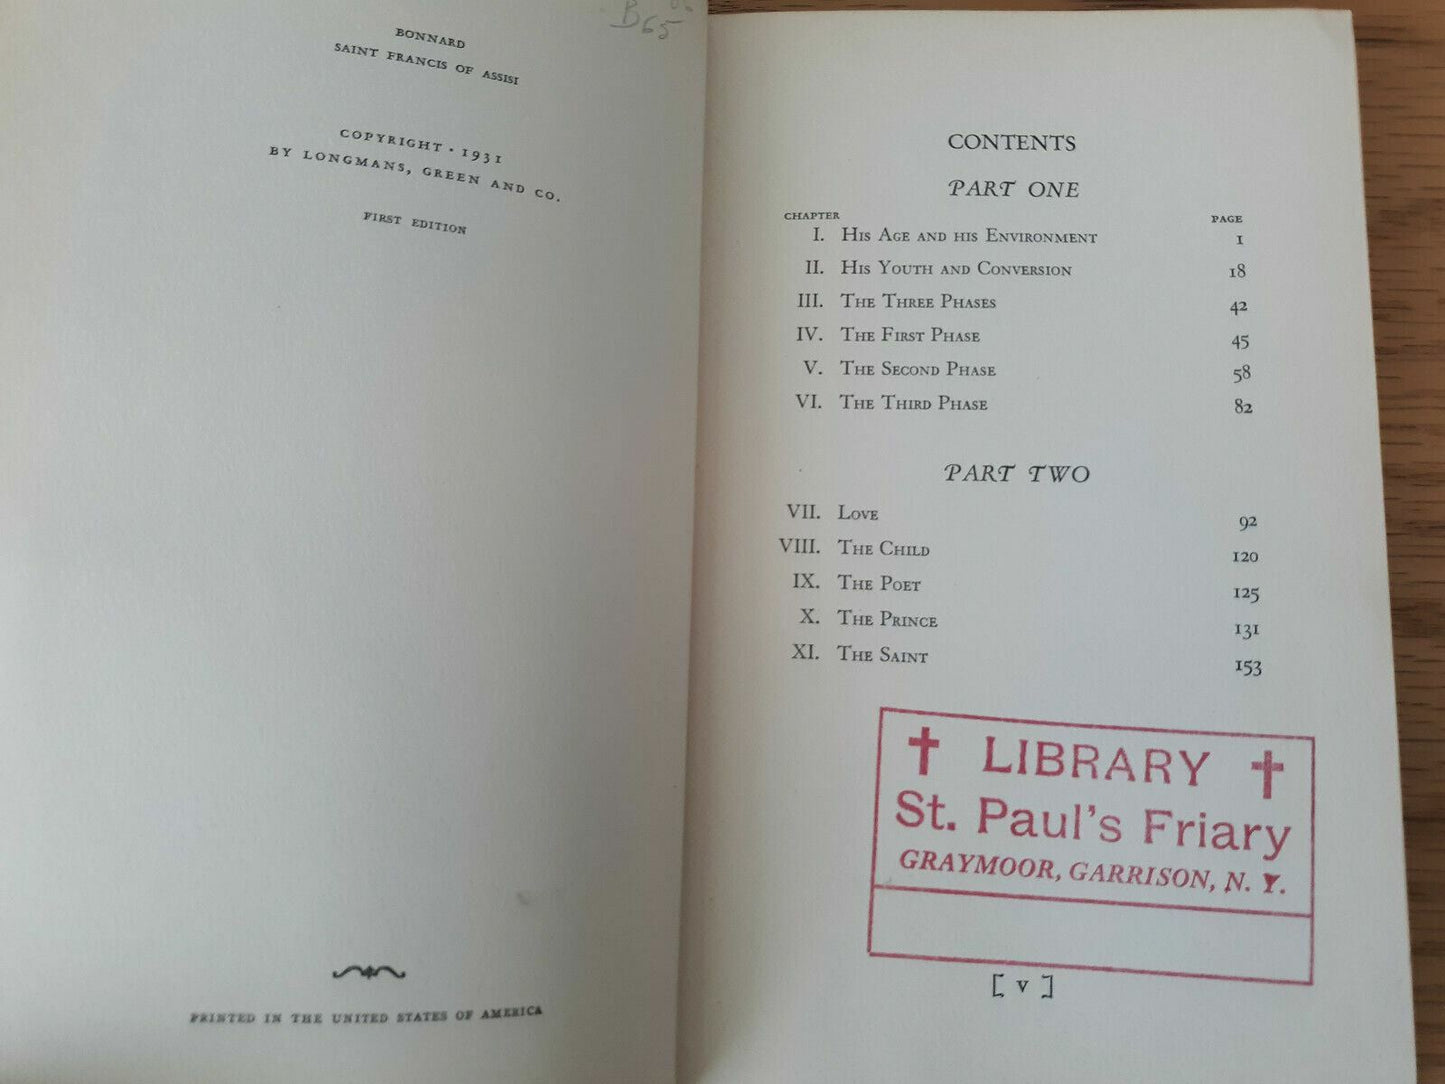 B65
BONNARD
SAINT FRANCIS OF ASSISI
COPYRIGHT · 1931
BY LONGMANS, GREEN AND CO.
FIRST EDITION
PRINTED IN THE UNITED STATES OF AMERICA
CONTENTS
PART ONE
CHAPTER PAGE
I. HIS AGE AND HIS ENVIRONMENT 1
II. HIS YOUTH AND CONVERSION 18
III. THE THREE PHASES 42
IV. THE FIRST PHASE 45
V. THE SECOND PHASE 58
VI. THE THIRD PHASE 82
PART TWO
VII. LOVE 92
VIII. THE CHILD 120
IX. THE POET 125
X. THE PRINCE 131
XI. THE SAINT 153
LIBRARY
St. Paul's Friary
GRAYMOOR, GARRISON, N. Y.
[ v ]